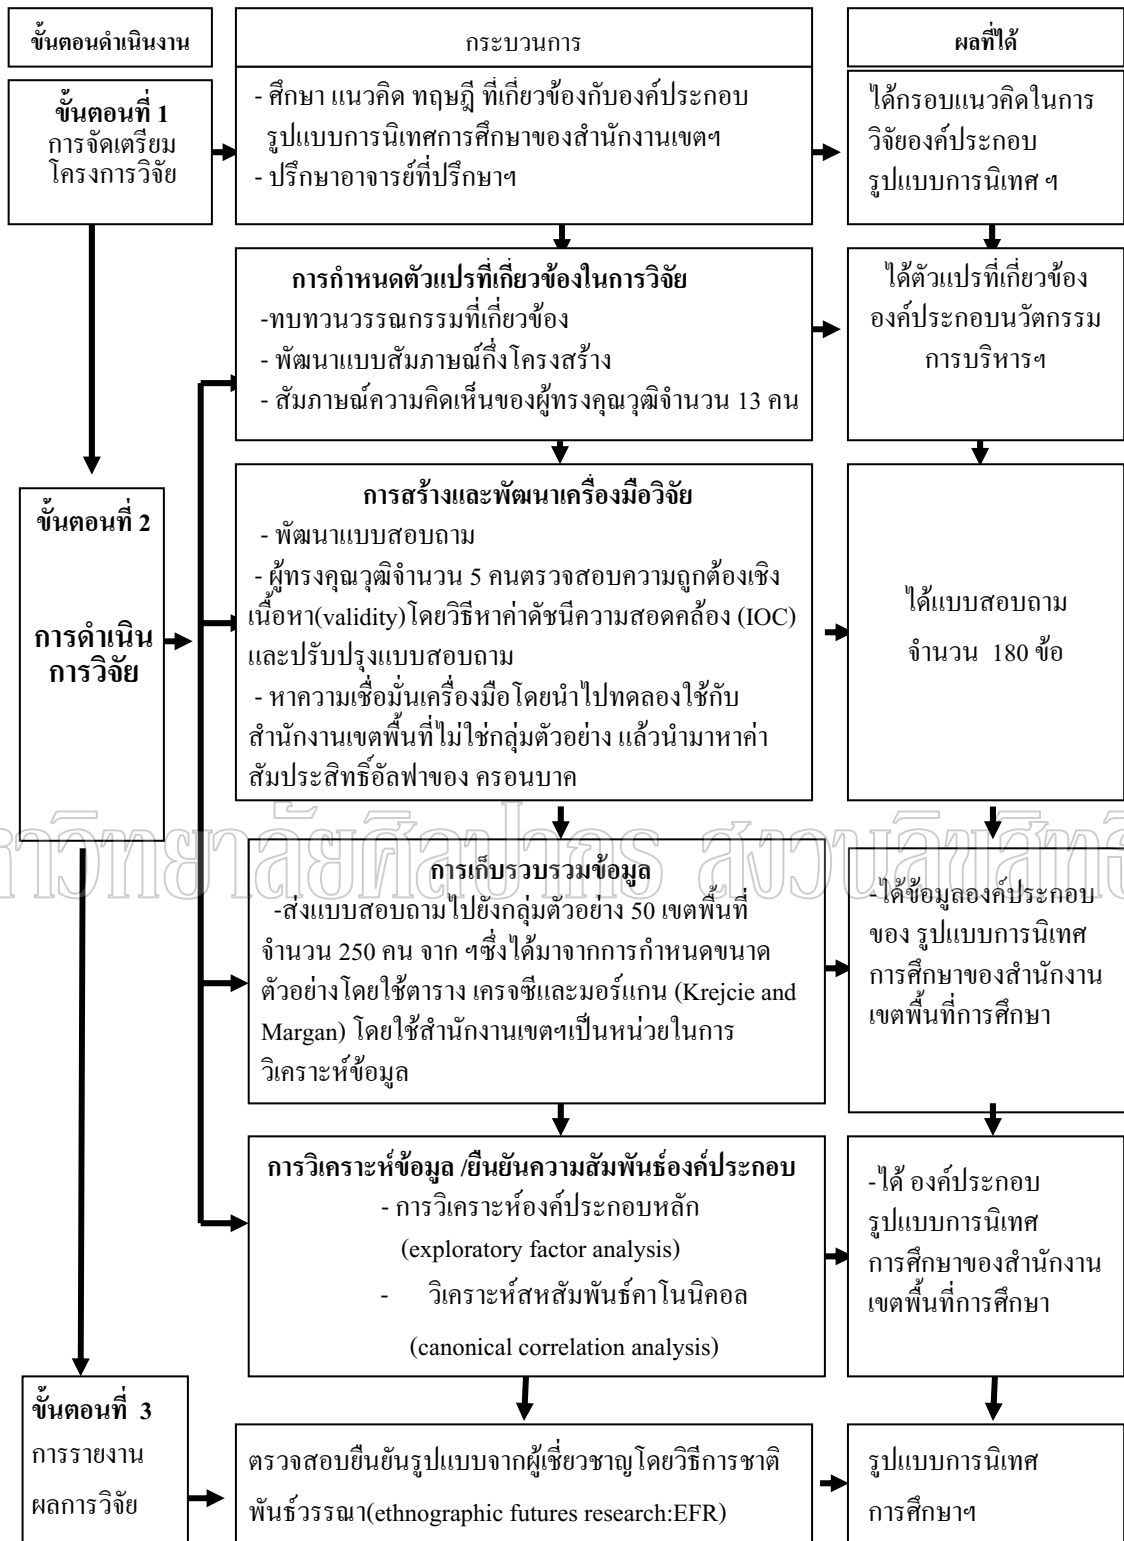 ขั้นตอนดำเนินงาน
กระบวนการ
ผลที่ได้
ขั้นตอนที่ 1
การจัดเตรียม
โครงการวิจัย
- ศึกษา แนวคิด ทฤษฎี ที่เกี่ยวข้องกับองค์ประกอบ
รูปแบบการนิเทศการศึกษาของสำนักงานเขตฯ
- ปรึกษาอาจารย์ที่ปรึกษาฯ
ได้กรอบแนวคิดในการ
วิจัยองค์ประกอบ
รูปแบบการนิเทศ ฯ
การกำหนดตัวแปรที่เกี่ยวข้องในการวิจัย
-ทบทวนวรรณกรรมที่เกี่ยวข้อง
- พัฒนาแบบสัมภาษณ์กึ่งโครงสร้าง
- สัมภาษณ์ความคิดเห็นของผู้ทรงคุณวุฒิจำนวน 13 คน
ได้ตัวแปรที่เกี่ยวข้อง
องค์ประกอบนวัตกรรม
การบริหารฯ
ขั้นตอนที่ 2
การดำเนิน
การวิจัย
การสร้างและพัฒนาเครื่องมือวิจัย
- พัฒนาแบบสอบถาม
- ผู้ทรงคุณวุฒิจำนวน 5 คนตรวจสอบความถูกต้องเชิง
เนื้อหา(validity)โดยวิธีหาค่าดัชนีความสอดคล้อง (IOC)
และปรับปรุงแบบสอบถาม
- หาความเชื่อมั่นเครื่องมือโดยนำไปทดลองใช้กับ
สำนักงานเขตพื้นที่ไม่ใช่กลุ่มตัวอย่าง แล้วนำมาหาค่า
สัมประสิทธิ์อัลฟาของ ครอนบาค
ได้แบบสอบถาม
จำนวน 180 ข้อ
หาวิทยาลัยศิลปากร สงวนลิขสิทธิ
การเก็บรวบรวมข้อมูล
-ส่งแบบสอบถามไปยังกลุ่มตัวอย่าง 50 เขตพื้นที่
จำนวน 250 คน จาก ฯซึ่งได้มาจากการกำหนดขนาด
ตัวอย่างโดยใช้ตาราง เครจซีและมอร์แกน (Krejcie and
Margan) โดยใช้สำนักงานเขตฯเป็นหน่วยในการ
วิเคราะห์ข้อมูล
-ได้ข้อมูลองค์ประกอบ
ของ รูปแบบการนิเทศ
การศึกษาของสำนักงาน
เขตพื้นที่การศึกษา
การวิเคราะห์ข้อมูล /ยืนยันความสัมพันธ์องค์ประกอบ
- การวิเคราะห์องค์ประกอบหลัก
(exploratory factor analysis)
- วิเคราะห์สหสัมพันธ์คาโนนิคอล
(canonical correlation analysis)
-ได้ องค์ประกอบ
รูปแบบการนิเทศ
การศึกษาของสำนักงาน
เขตพื้นที่การศึกษา
ขั้นตอนที่ 3
การรายงาน
ผลการวิจัย
ตรวจสอบยืนยันรูปแบบจากผู้เชี่ยวชาญโดยวิธีการชาติ
พันธ์วรรณา(ethnographic futures research:EFR)
รูปแบบการนิเทศ
การศึกษาฯ